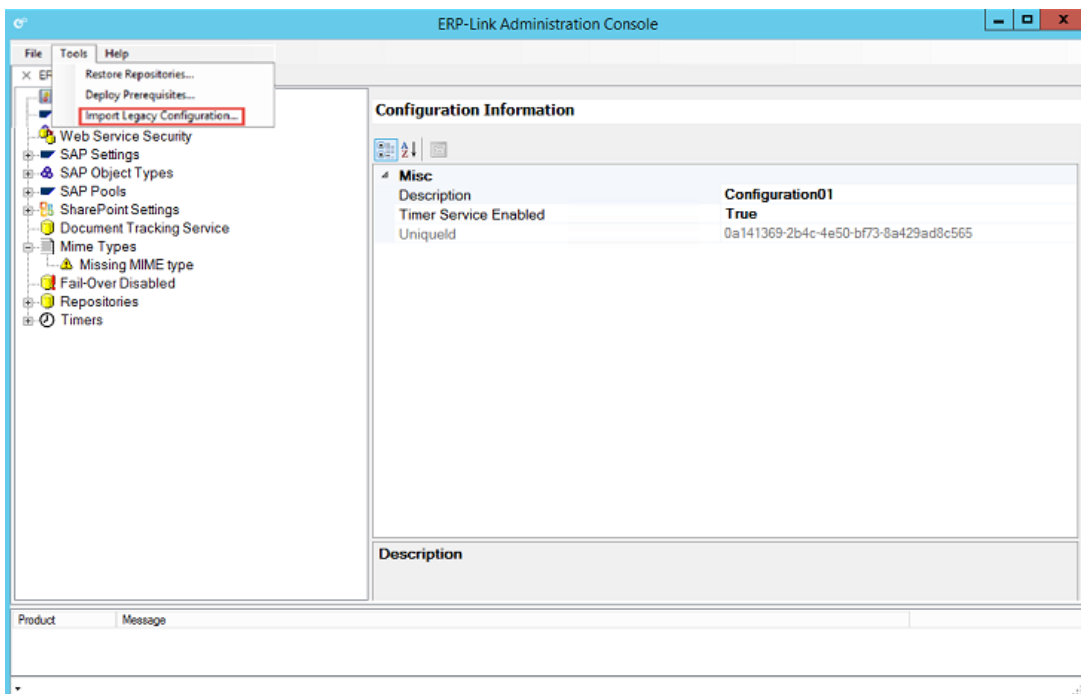 ERP-Link Administration Console
File Tools Help
Restore Repositories...
Deploy Prerequisites...
Import Legacy Configuration...
Web Service Security
SAP Settings
SAP Object Types
SAP Pools
SharePoint Settings
Document Tracking Service
Mime Types
Missing MIME type
Fail-Over Disabled
Repositories
Timers
Configuration Information
Misc
Description Configuration01
Timer Service Enabled True
UniqueId 0a141369-2b4c-4e50-bf73-8a429ad8c565
Description
Product Message